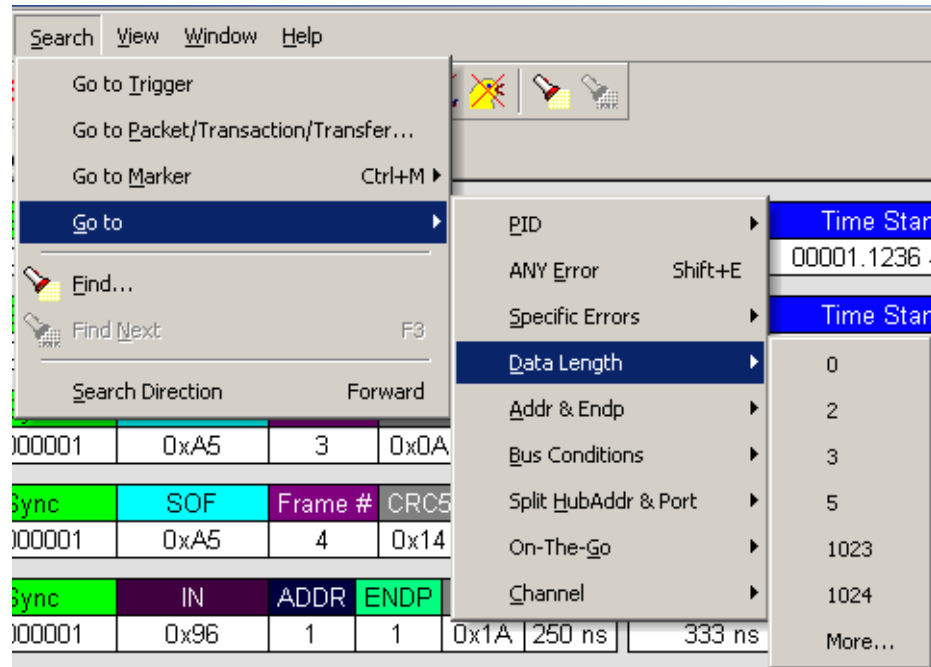 Search View Window Help
Go to Trigger
Go to Packet/Transaction/Transfer...
Go to Marker Ctrl+M
Go to
Find...
Find Next F3
Search Direction Forward
PID
ANY Error Shift+E
Specific Errors
Data Length
Addr & Endp
Bus Conditions
Split HubAddr & Port
On-The-Go
Channel
0
2
3
5
1023
1024
More...
Time Star
00001.1236
Time Star
000001 0xA5 3 0x0A
Sync SOF Frame # CRC5
000001 0xA5 4 0x14
Sync IN ADDR ENDP
000001 0x96 1 1 0x1A 250 ns 333 ns